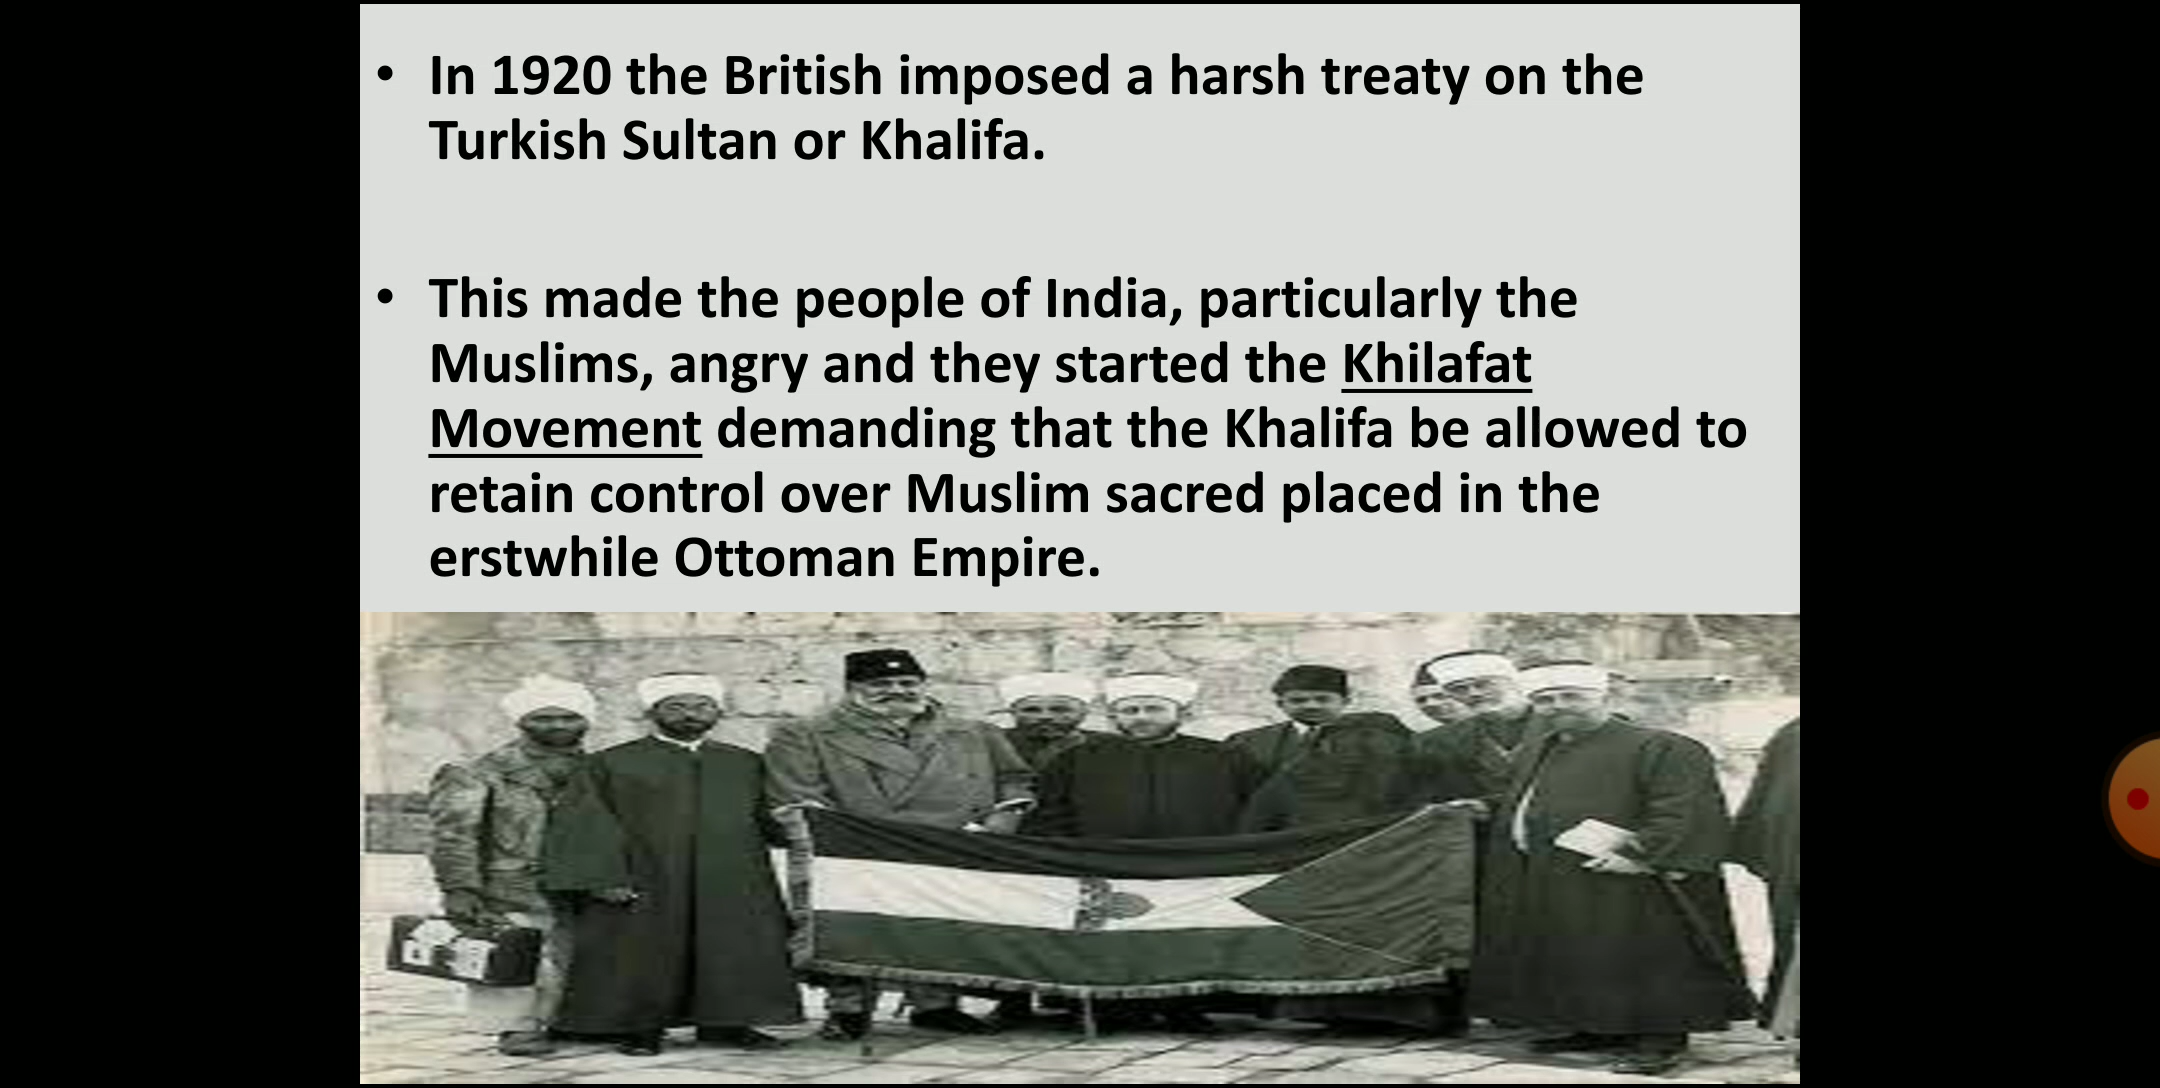 • In 1920 the British imposed a harsh treaty on the
Turkish Sultan or Khalifa.
• This made the people of India, particularly the
Muslims, angry and they started the Khilafat
Movement demanding that the Khalifa be allowed to
retain control over Muslim sacred placed in the
erstwhile Ottoman Empire.